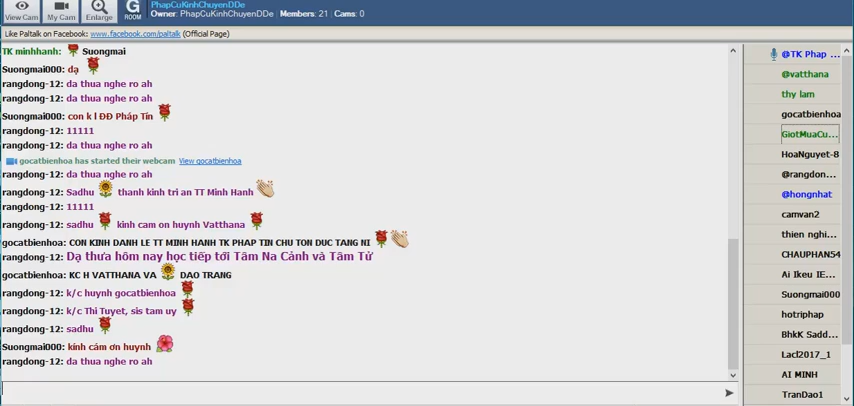 PhapCuKinhChuyenDDe
Owner: PhapCuKinhChuyenDDe | Members: 21 | Cams: 0
View Cam My Cam Enlarge G ROOM
Like Paltalk on Facebook: www.facebook.com/paltalk (Official Page)
TK minhhanh: Suongmai
Suongmai000: dạ
rangdong-12: da thua nghe ro ah
rangdong-12: da thua nghe ro ah
Suongmai000: con k l ĐĐ Pháp Tín
rangdong-12: 11111
rangdong-12: da thua nghe ro ah
gocatbienhoa has started their webcam View gocatbienhoa
rangdong-12: da thua nghe ro ah
rangdong-12: Sadhu thanh kinh tri an TT Minh Hanh
rangdong-12: 11111
rangdong-12: sadhu kinh cam on huynh Vatthana
gocatbienhoa: CON KINH DANH LE TT MINH HANH TK PHAP TIN CHU TON DUC TANG NI
rangdong-12: Dạ thưa hôm nay học tiếp tới Tâm Na Cảnh và Tâm Tử
gocatbienhoa: KC H VATTHANA VA DAO TRANG
rangdong-12: k/c huynh gocatbienhoa
rangdong-12: k/c Thi Tuyet, sis tam uy
rangdong-12: sadhu
Suongmai000: kính cám ơn huynh
rangdong-12: da thua nghe ro ah
@TK Phap ...
@vatthana
thy lam
gocatbienhoa
GiotMuaCu...
HoaNguyet-8
@rangdon...
@hongnhat
camvan2
thien nghi...
CHAUPHAN54
Ai Ikeu IE...
Suongmai000
hotriphap
BhkK Sadd...
Lacl2017_1
AI MINH
TranDao1